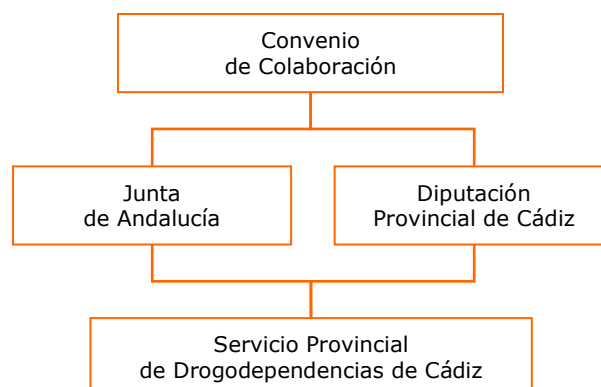 Convenio
de Colaboración
Junta
de Andalucía
Diputación
Provincial de Cádiz
Servicio Provincial
de Drogodependencias de Cádiz